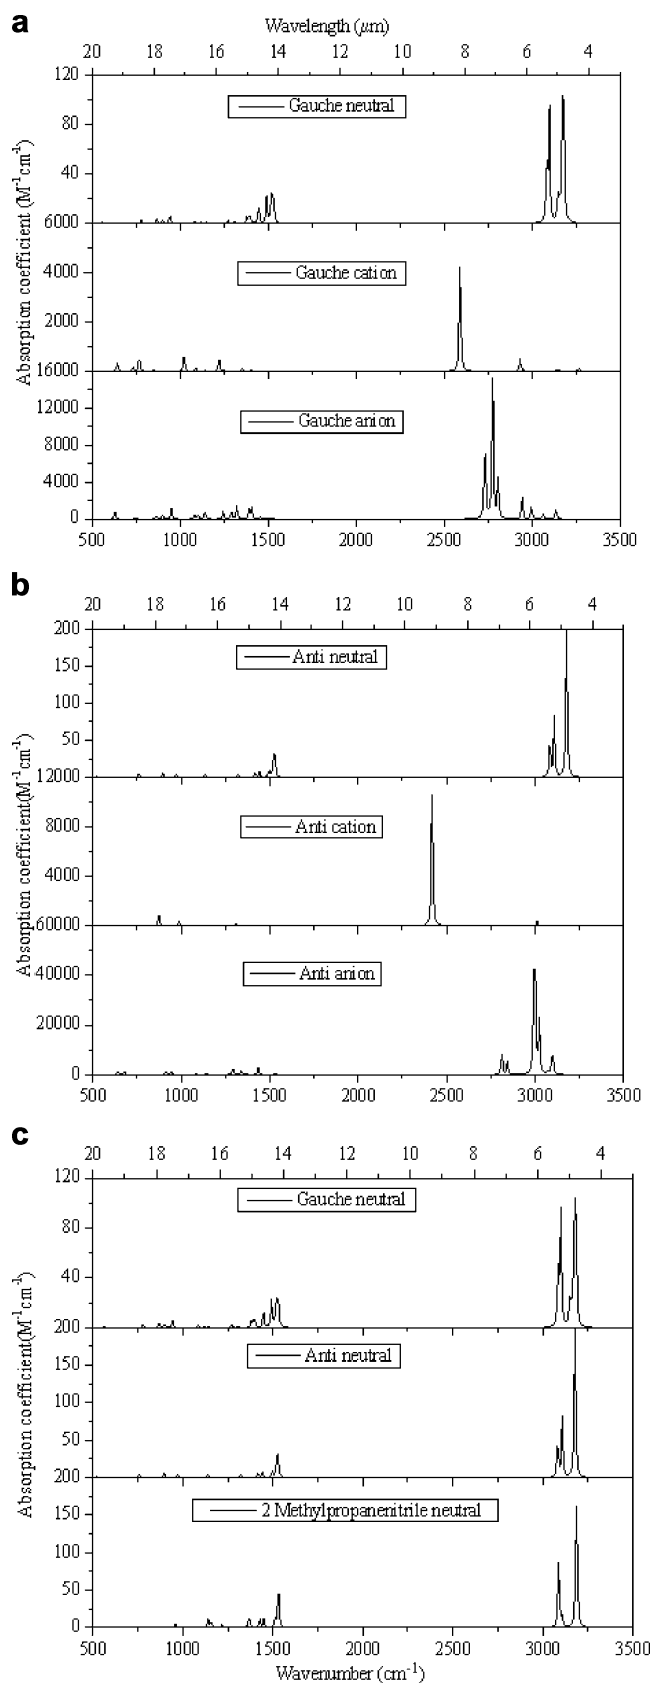 a
Wavelength (μm)
20 18 16 14 12 10 8 6 4
120
80
40
Gauche neutral
6000
4000
2000
Gauche cation
16000
12000
8000
4000
0
Gauche anion
Absorption coefficient (M⁻¹cm⁻¹)
500 1000 1500 2000 2500 3000 3500
b
20 18 16 14 12 10 8 6 4
200
150
100
50
Anti neutral
12000
8000
4000
Anti cation
60000
40000
20000
0
Anti anion
Absorption coefficient(M⁻¹cm⁻¹)
500 1000 1500 2000 2500 3000 3500
c
20 18 16 14 12 10 8 6 4
120
80
40
Gauche neutral
200
150
100
50
Anti neutral
200
150
100
50
0
2 Methylpropanenitrile neutral
Absorption coefficient(M⁻¹cm⁻¹)
500 1000 1500 2000 2500 3000 3500
Wavenumber (cm⁻¹)